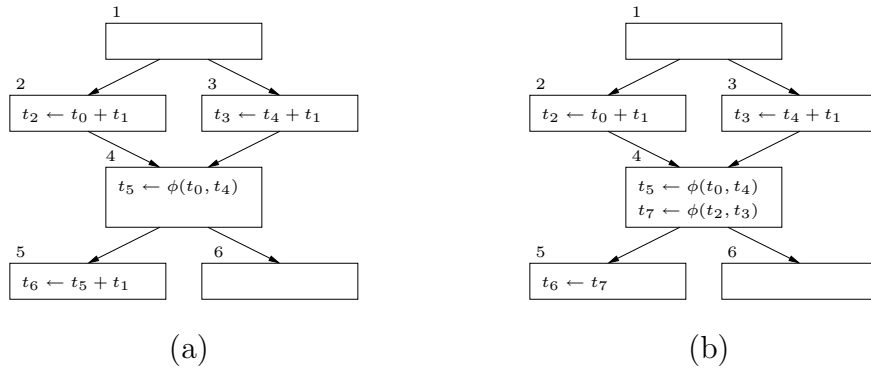 1
2
3
t₂ ← t₀ + t₁
t₃ ← t₄ + t₁
4
t₅ ← ϕ(t₀, t₄)
5
6
t₆ ← t₅ + t₁
(a)
1
2
3
t₂ ← t₀ + t₁
t₃ ← t₄ + t₁
4
t₅ ← ϕ(t₀, t₄)
t₇ ← ϕ(t₂, t₃)
5
6
t₆ ← t₇
(b)